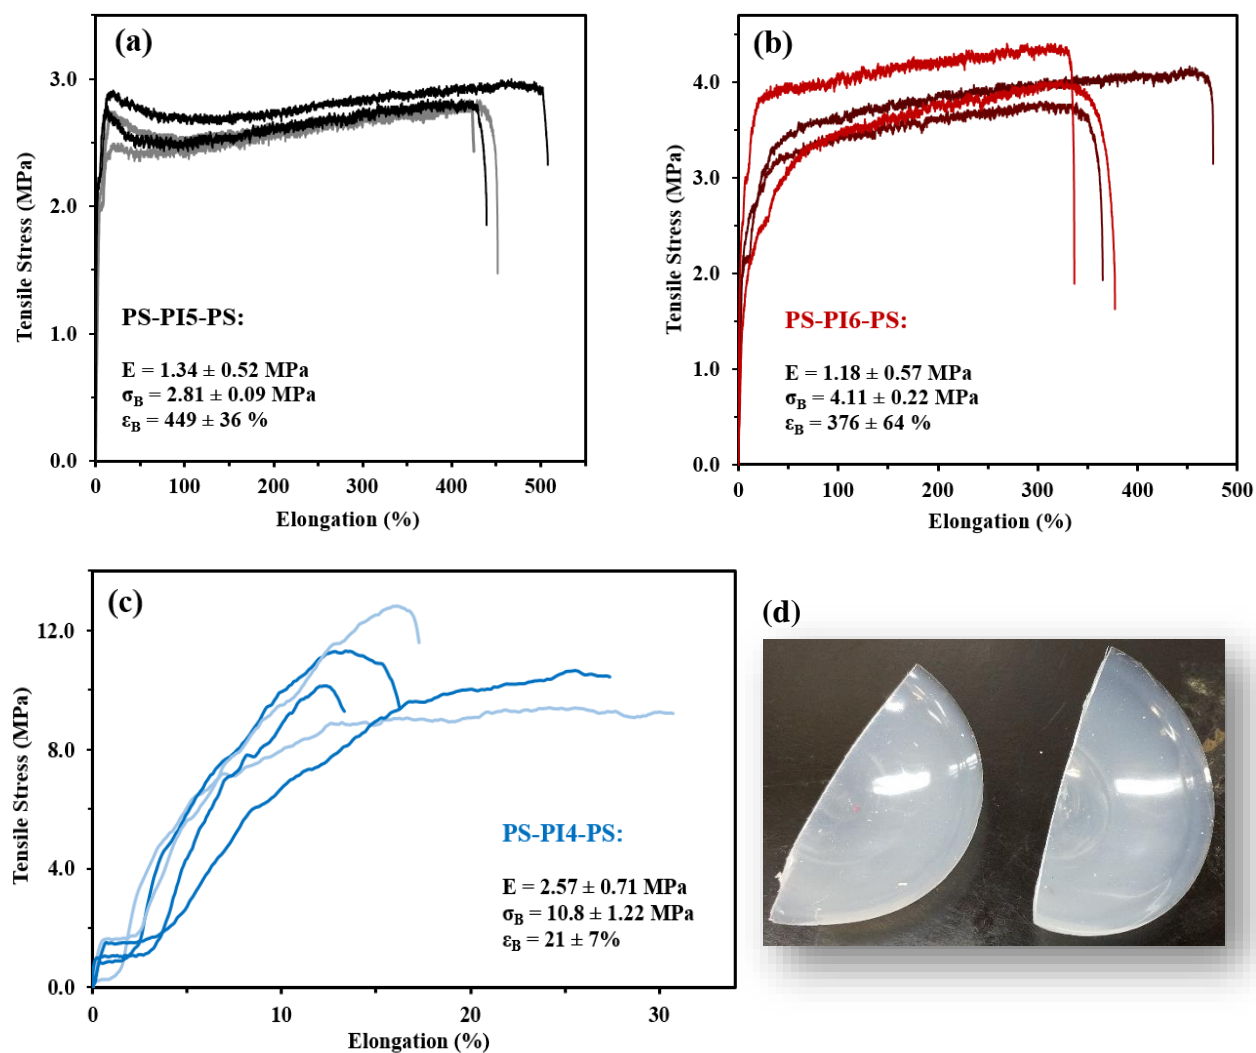 (a)
3.0
2.0
1.0
0.0
Tensile Stress (MPa)
PS-PI5-PS:
E = 1.34 ± 0.52 MPa
σB = 2.81 ± 0.09 MPa
εB = 449 ± 36 %
0 100 200 300 400 500
Elongation (%)
(b)
4.0
3.0
2.0
1.0
0.0
Tensile Stress (MPa)
PS-PI6-PS:
E = 1.18 ± 0.57 MPa
σB = 4.11 ± 0.22 MPa
εB = 376 ± 64 %
0 100 200 300 400 500
Elongation (%)
(c)
12.0
8.0
4.0
0.0
Tensile Stress (MPa)
PS-PI4-PS:
E = 2.57 ± 0.71 MPa
σB = 10.8 ± 1.22 MPa
εB = 21 ± 7%
0 10 20 30
Elongation (%)
(d)